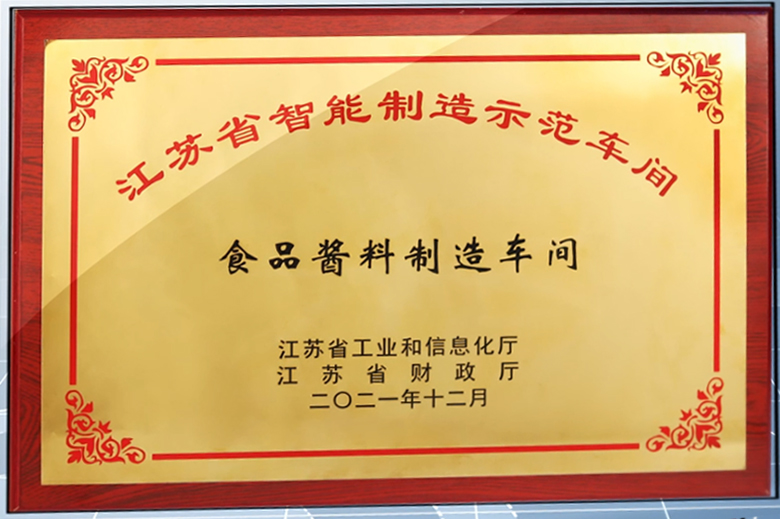 江苏省智能制造示范车间
食品酱料制造车间
江苏省工业和信息化厅
江苏省财政厅
二〇二一年十二月